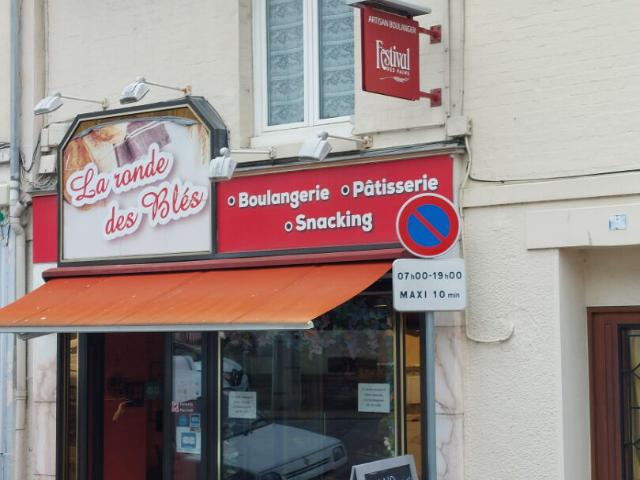 ARTISAN BOULANGER
Festival
DES PAINS
La ronde
des Blés
Boulangerie Pâtisserie
Snacking
07h00-19h00
MAXI 10 min